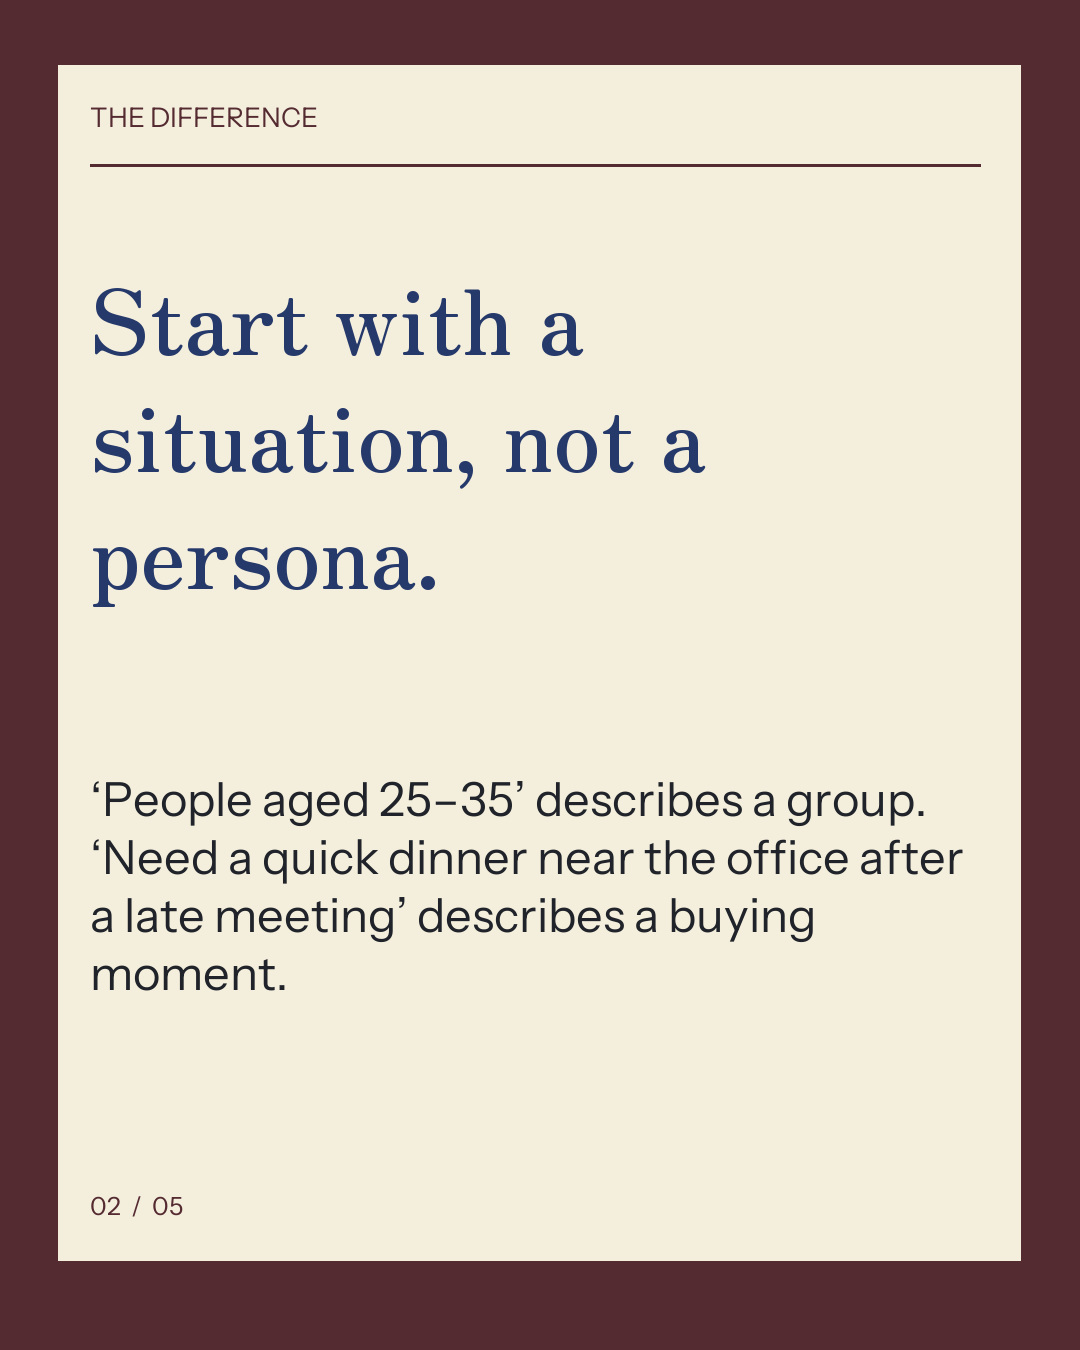 THE DIFFERENCE
Start with a
situation, not a
persona.
‘People aged 25–35’ describes a group.
‘Need a quick dinner near the office after
a late meeting’ describes a buying
moment.
02 / 05